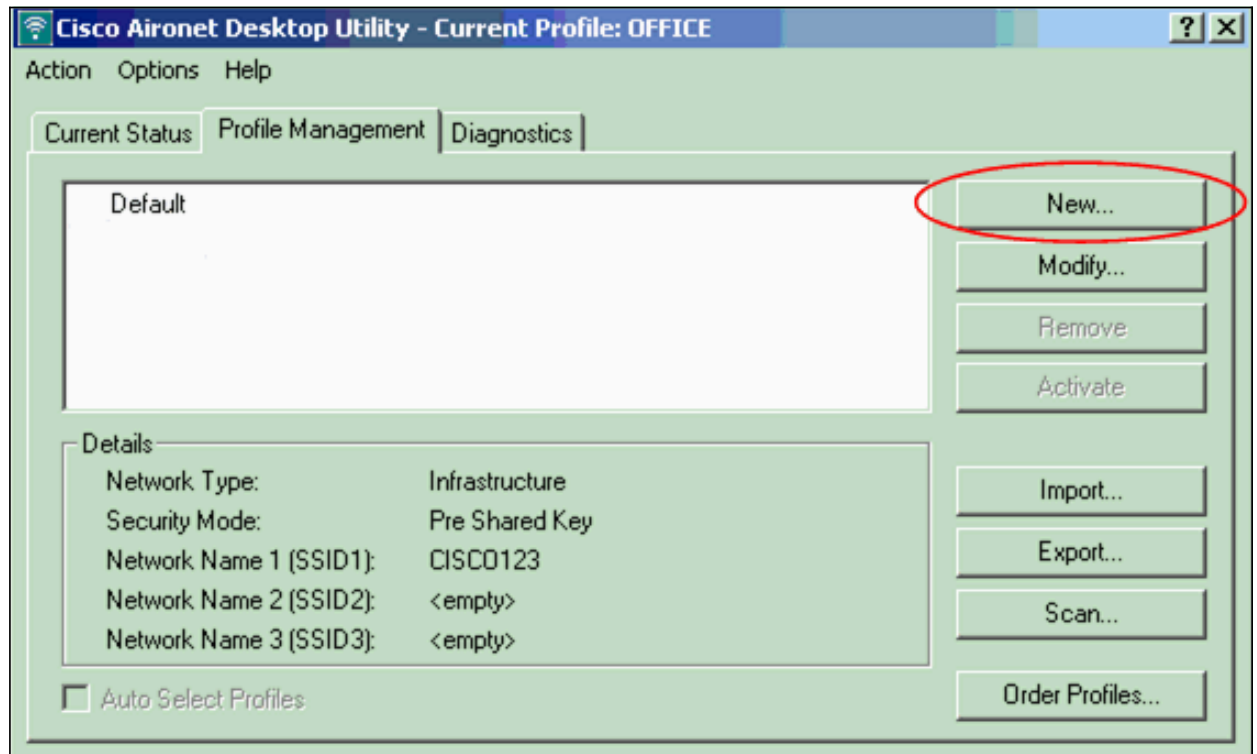 Cisco Aironet Desktop Utility - Current Profile: OFFICE ? X
Action Options Help
Current Status Profile Management Diagnostics
Default
New...
Modify...
Remove
Activate
Details
Network Type: Infrastructure
Security Mode: Pre Shared Key
Network Name 1 (SSID1): CISCO123
Network Name 2 (SSID2): <empty>
Network Name 3 (SSID3): <empty>
Import...
Export...
Scan...
Auto Select Profiles
Order Profiles...